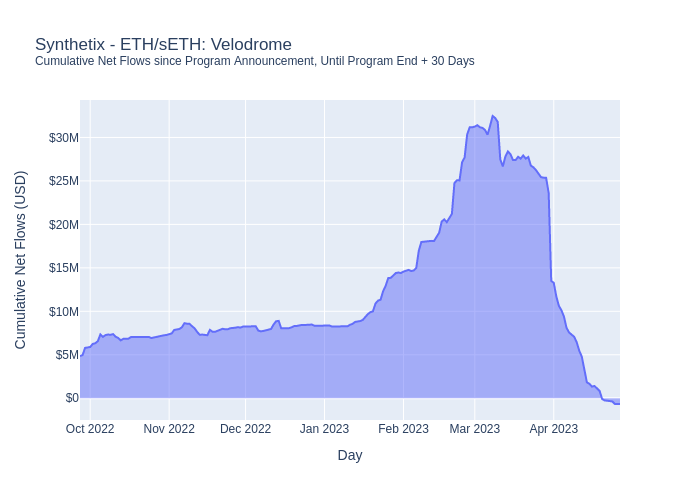 Synthetix - ETH/sETH: Velodrome
Cumulative Net Flows since Program Announcement, Until Program End + 30 Days
Cumulative Net Flows (USD)
$30M
$25M
$20M
$15M
$10M
$5M
$0
Oct 2022 Nov 2022 Dec 2022 Jan 2023 Feb 2023 Mar 2023 Apr 2023
Day